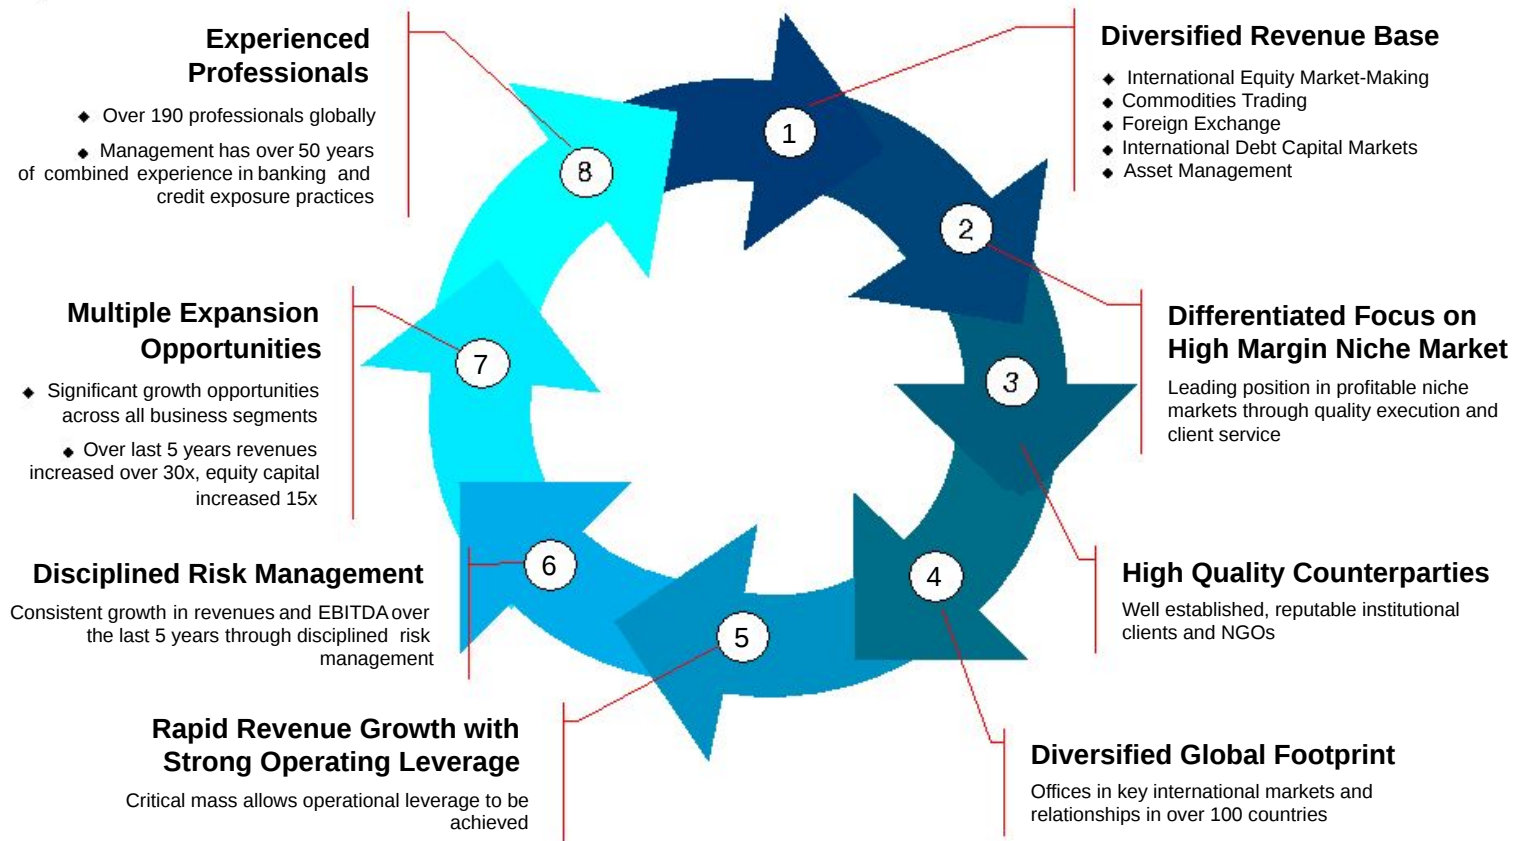 Experienced
Professionals
◆ Over 190 professionals globally
◆ Management has over 50 years
of combined experience in banking and
credit exposure practices
8
1
Diversified Revenue Base
◆ International Equity Market-Making
◆ Commodities Trading
◆ Foreign Exchange
◆ International Debt Capital Markets
◆ Asset Management
2
Differentiated Focus on
High Margin Niche Market
Leading position in profitable niche
markets through quality execution and
client service
3
High Quality Counterparties
Well established, reputable institutional
clients and NGOs
4
Diversified Global Footprint
Offices in key international markets and
relationships in over 100 countries
5
Rapid Revenue Growth with
Strong Operating Leverage
Critical mass allows operational leverage to be
achieved
6
Disciplined Risk Management
Consistent growth in revenues and EBITDA over
the last 5 years through disciplined risk
management
7
Multiple Expansion
Opportunities
◆ Significant growth opportunities
across all business segments
◆ Over last 5 years revenues
increased over 30x, equity capital
increased 15x